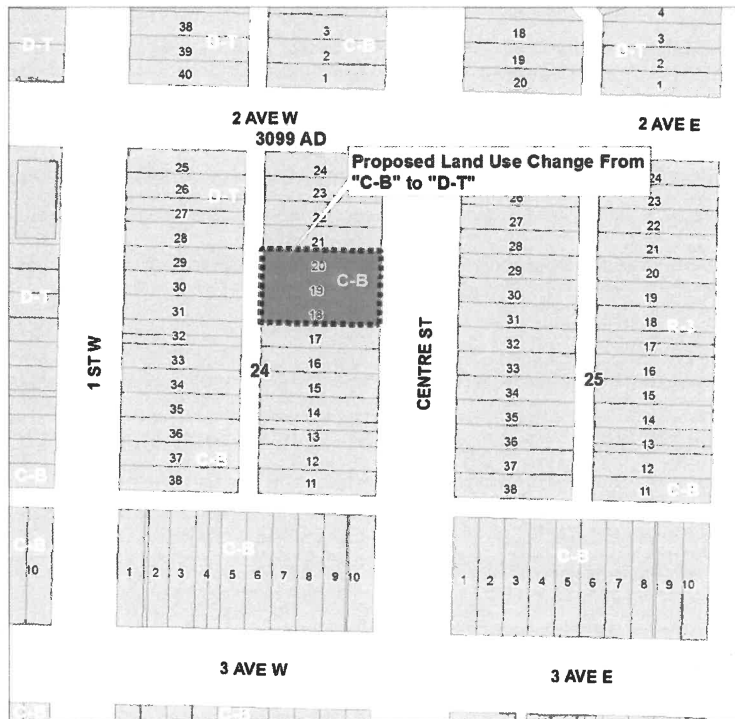 38
39
40
D-T
D-T
3
2
1
C-B
18
19
20
4
3
2
1
D-T
2 AVE W
3099 AD
2 AVE E
Proposed Land Use Change From
"C-B" to "D-T"
25
26
27
28
29
30
31
32
33
34
35
36
37
38
D-T
C-B
24
23
22
21
20
19
18
17
16
15
14
13
12
11
C-B
24
D-T
C-B
1 ST W
CENTRE ST
26
27
28
29
30
31
32
33
34
35
36
37
38
25
24
23
22
21
20
19
18
17
16
15
14
13
12
11
C-B
C-B
10
1 2 3 4 5 6 7 8 9 10
C-B
1 2 3 4 5 6 7 8 9 10
C-B
3 AVE W
3 AVE E
C-B
C-B